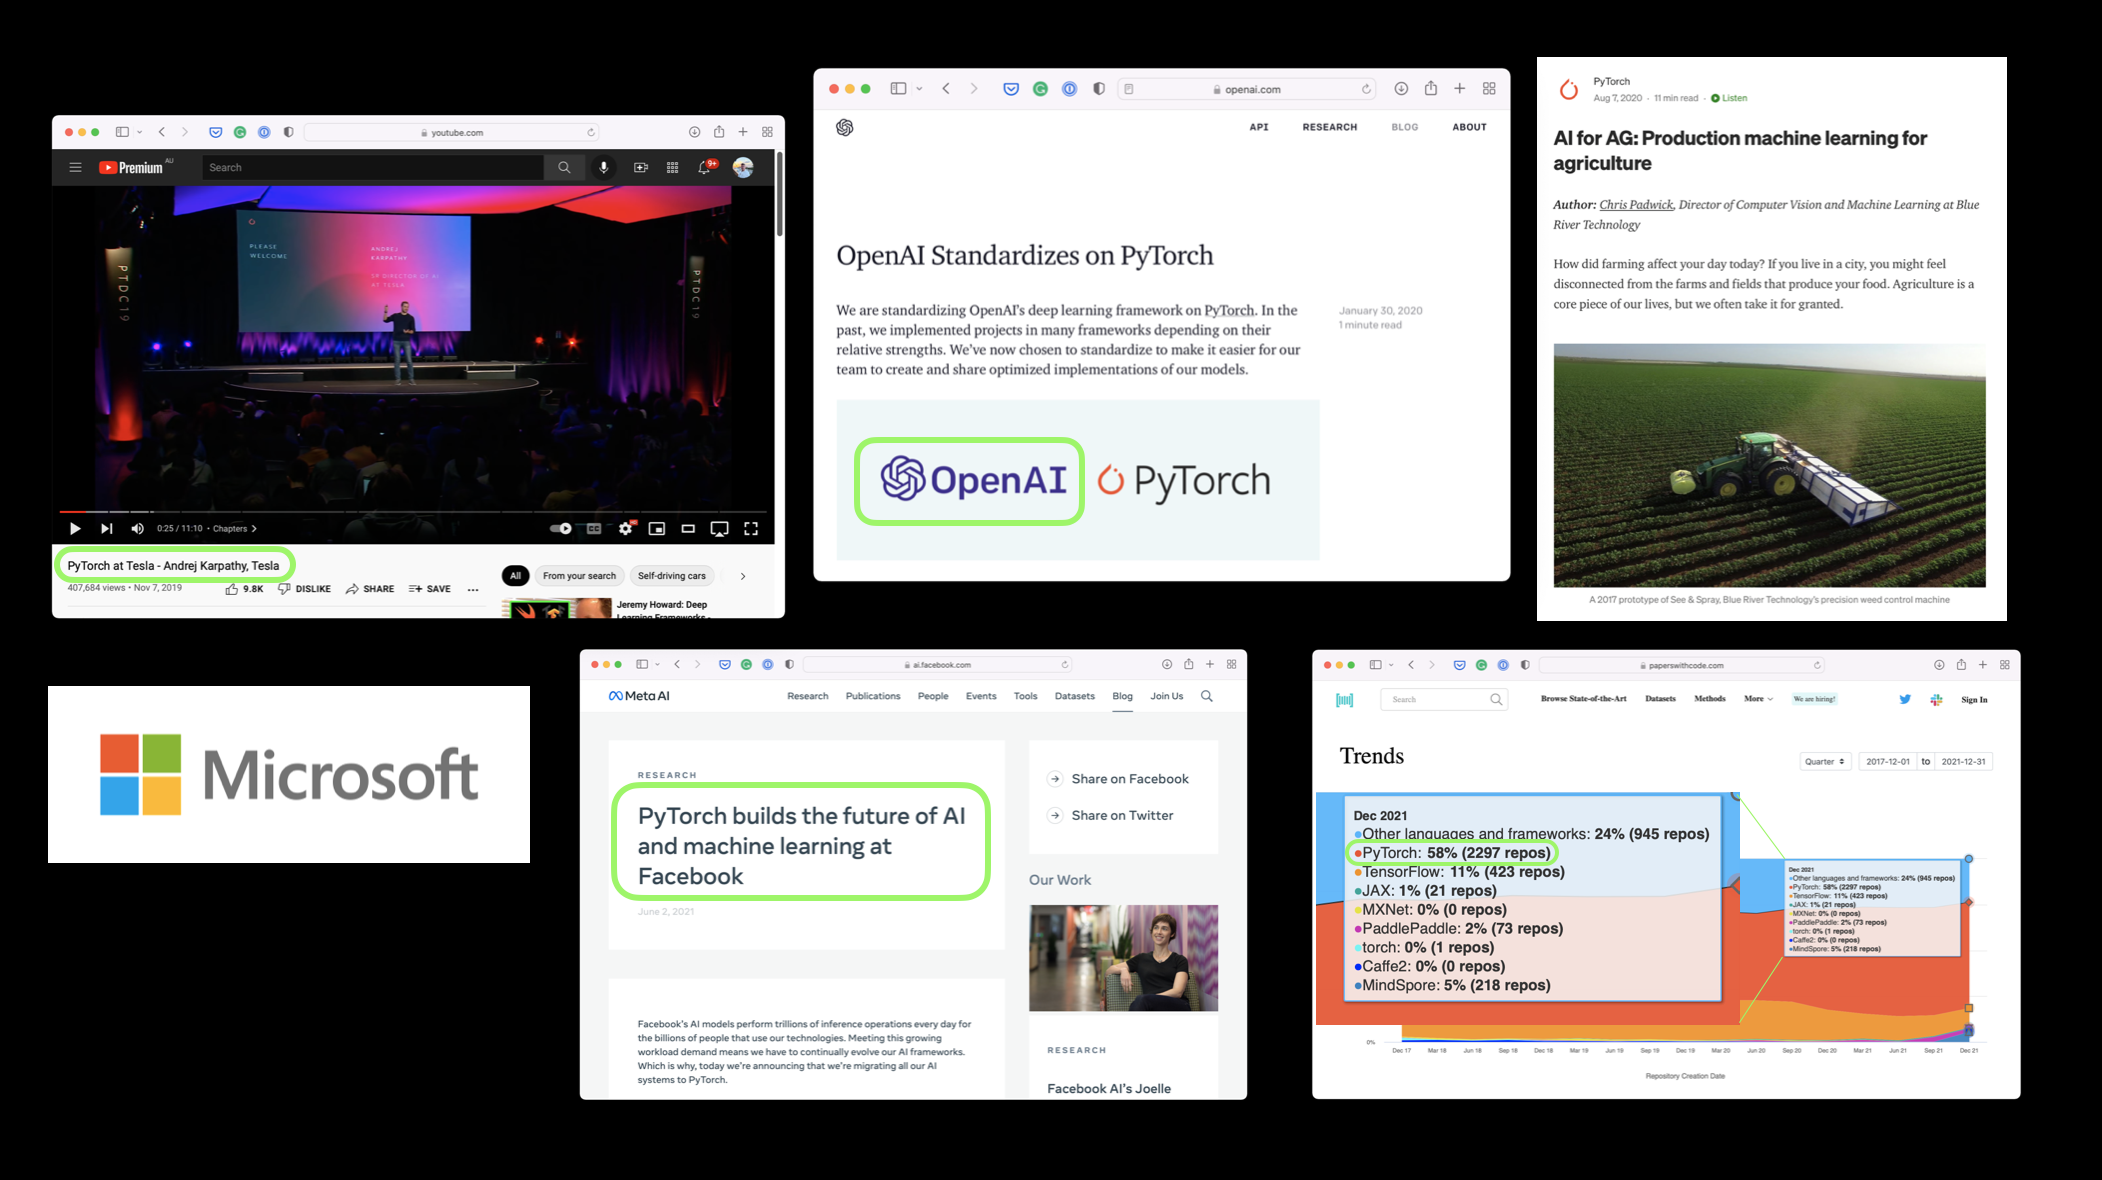 youtube.com
Premium
AU
Search
9+
PLEASE
WELCOME
ANDREJ
KARPATHY
SR DIRECTOR OF AI
AT TESLA
PTDC19
PTDC19
0:25 / 11:10 • Chapters
CC
PyTorch at Tesla - Andrej Karpathy, Tesla
407,684 views • Nov 7, 2019
9.8K
DISLIKE
SHARE
SAVE
All
From your search
Self-driving cars
Jeremy Howard: Deep
Learning Frameworks -
openai.com
API
RESEARCH
BLOG
ABOUT
OpenAI Standardizes on PyTorch
We are standardizing OpenAI's deep learning framework on PyTorch. In the
past, we implemented projects in many frameworks depending on their
relative strengths. We've now chosen to standardize to make it easier for our
team to create and share optimized implementations of our models.
January 30, 2020
1 minute read
OpenAI
PyTorch
PyTorch
Aug 7, 2020 · 11 min read · Listen
AI for AG: Production machine learning for
agriculture
Author: Chris Padwick, Director of Computer Vision and Machine Learning at Blue
River Technology
How did farming affect your day today? If you live in a city, you might feel
disconnected from the farms and fields that produce your food. Agriculture is a
core piece of our lives, but we often take it for granted.
A 2017 prototype of See & Spray, Blue River Technology's precision weed control machine
Microsoft
ai.facebook.com
Meta AI
Research
Publications
People
Events
Tools
Datasets
Blog
Join Us
RESEARCH
PyTorch builds the future of AI
and machine learning at
Facebook
June 2, 2021
Facebook's AI models perform trillions of inference operations every day for
the billions of people that use our technologies. Meeting this growing
workload demand means we have to continually evolve our AI frameworks.
Which is why, today we're announcing that we're migrating all our AI
systems to PyTorch.
Share on Facebook
Share on Twitter
Our Work
RESEARCH
Facebook AI's Joelle
paperswithcode.com
Search
Browse State-of-the-Art
Datasets
Methods
More
We are hiring!
Sign In
Trends
Quarter
2017-12-01 to 2021-12-31
Dec 2021
Other languages and frameworks: 24% (945 repos)
PyTorch: 58% (2297 repos)
TensorFlow: 11% (423 repos)
JAX: 1% (21 repos)
MXNet: 0% (0 repos)
PaddlePaddle: 2% (73 repos)
torch: 0% (1 repos)
Caffe2: 0% (0 repos)
MindSpore: 5% (218 repos)
Dec 2021
Other languages and frameworks: 24% (945 repos)
PyTorch: 58% (2297 repos)
TensorFlow: 11% (423 repos)
JAX: 1% (21 repos)
MXNet: 0% (0 repos)
PaddlePaddle: 2% (73 repos)
torch: 0% (1 repos)
Caffe2: 0% (0 repos)
MindSpore: 5% (218 repos)
0%
Dec 17 Mar 18 Jun 18 Sep 18 Dec 18 Mar 19 Jun 19 Sep 19 Dec 19 Mar 20 Jun 20 Sep 20 Dec 20 Mar 21 Jun 21 Sep 21 Dec 21
Repository Creation Date